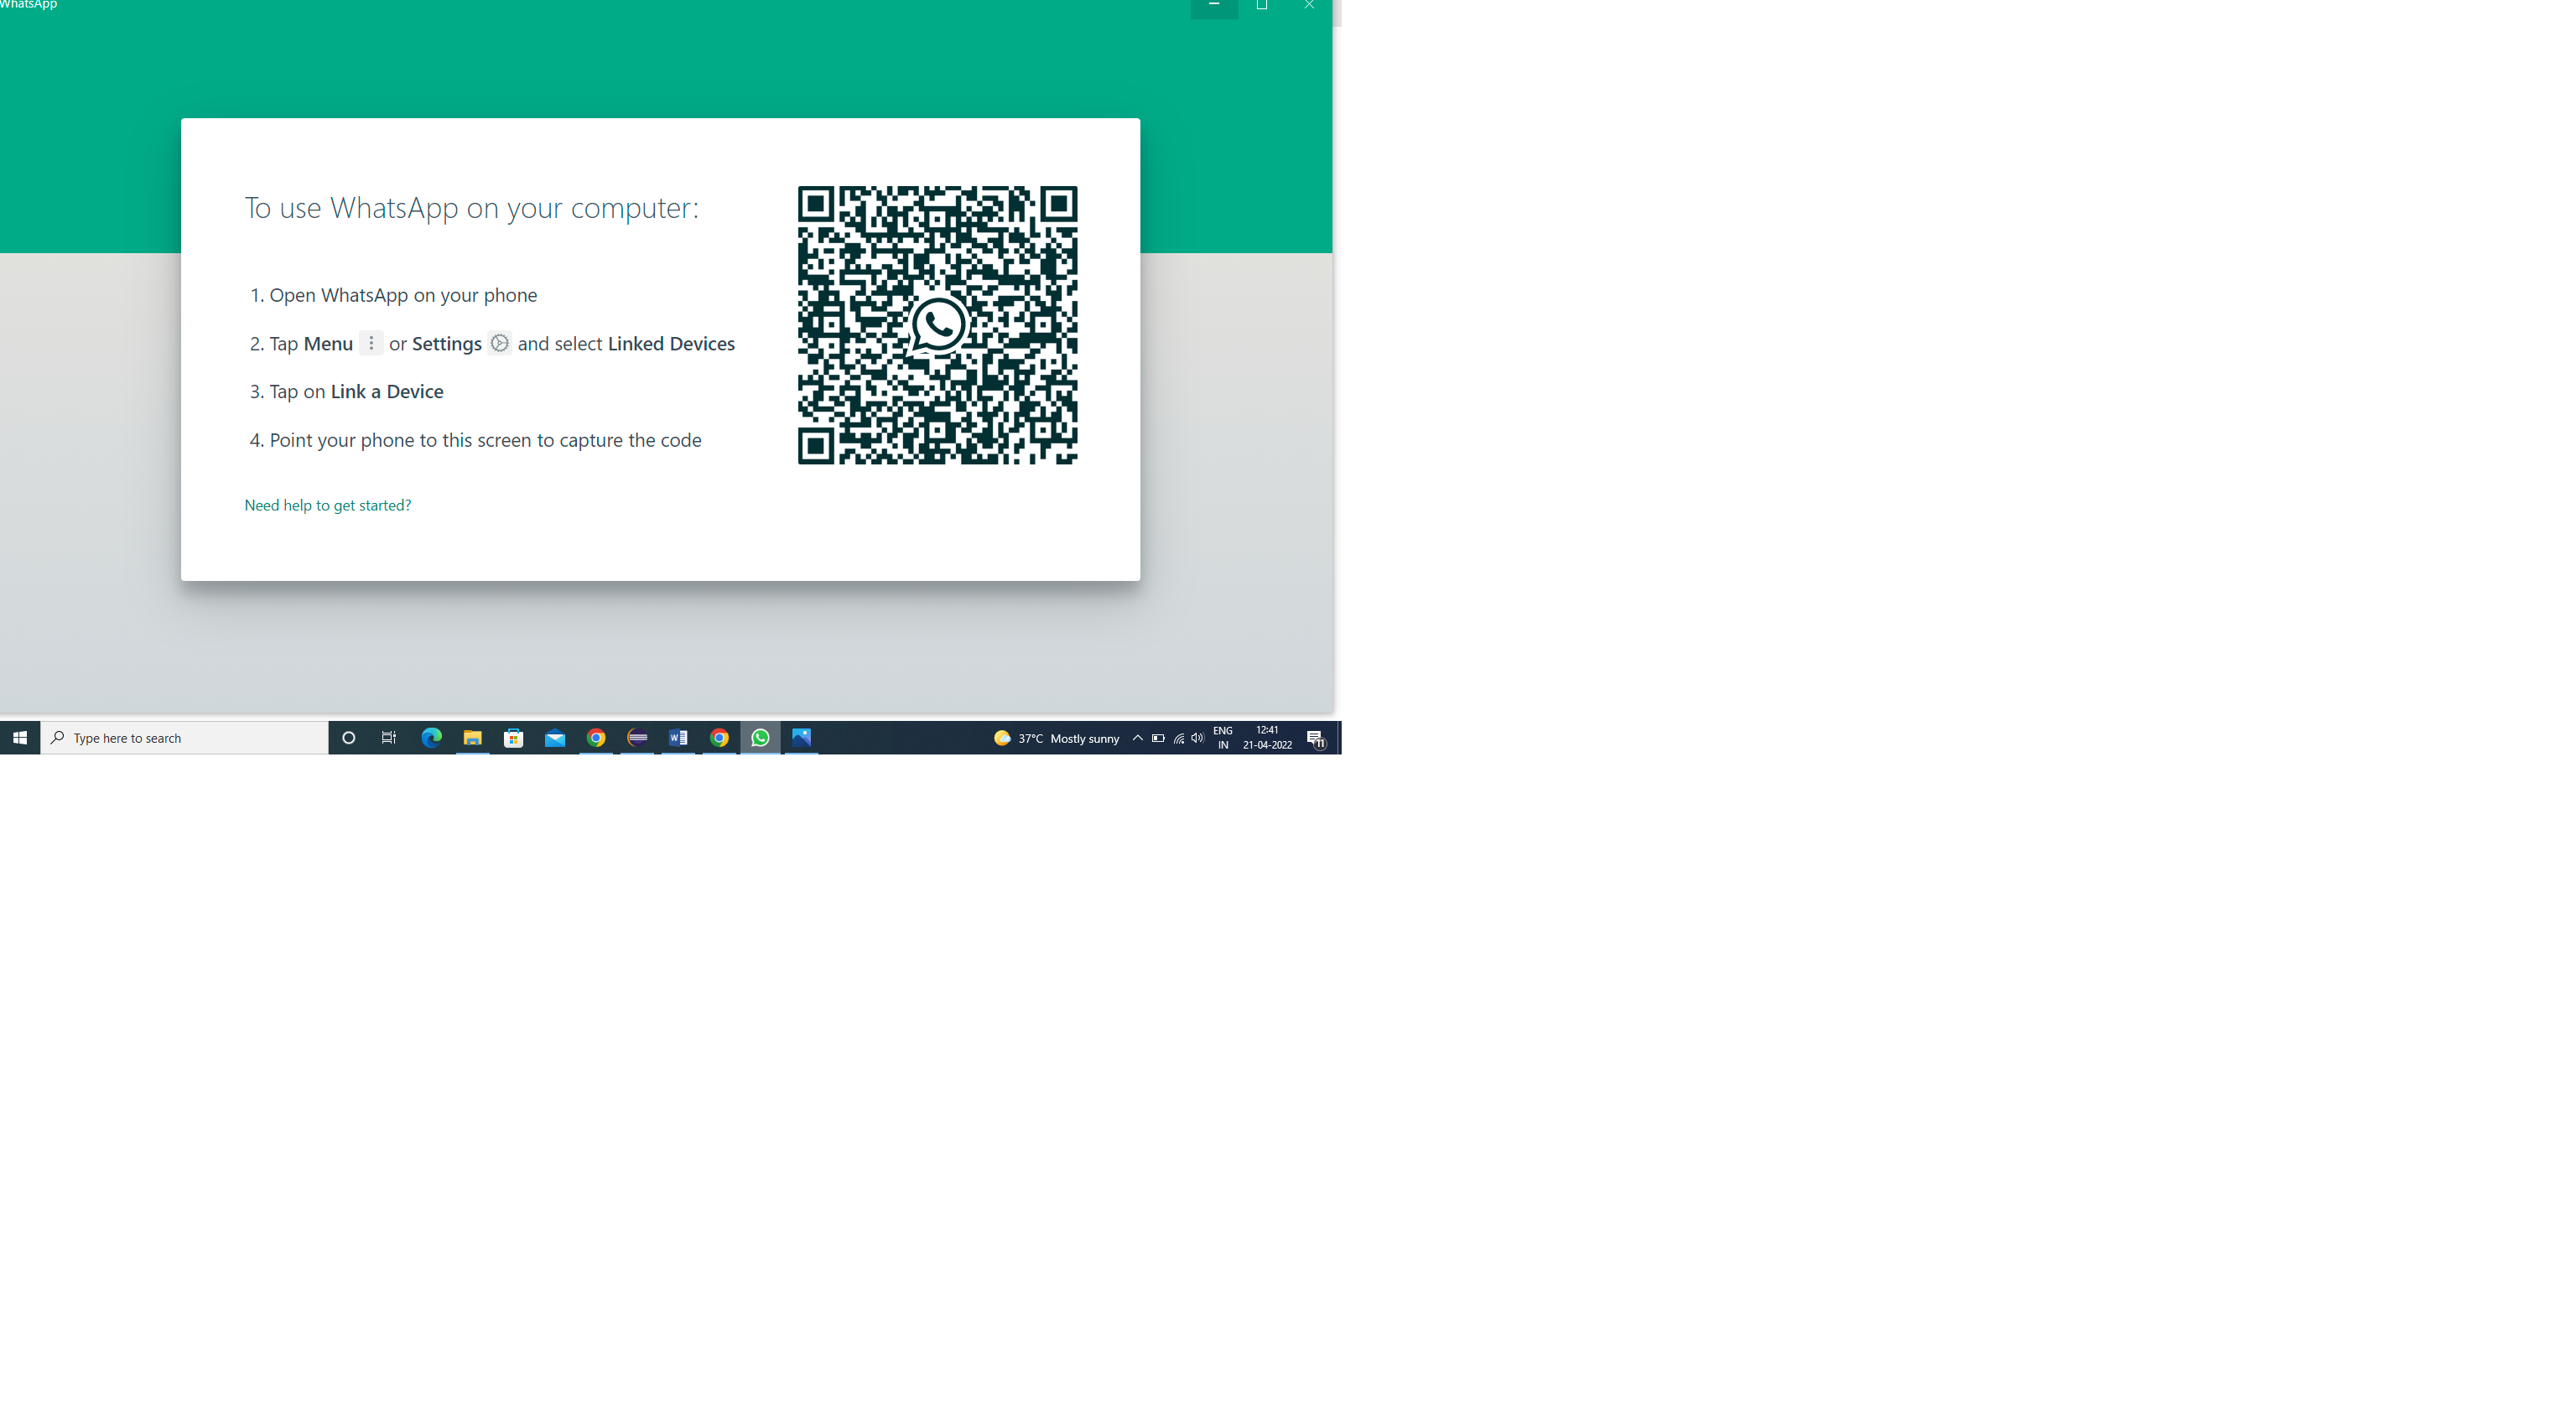 WhatsApp
To use WhatsApp on your computer:
1. Open WhatsApp on your phone
2. Tap Menu or Settings and select Linked Devices
3. Tap on Link a Device
4. Point your phone to this screen to capture the code
Need help to get started?
Type here to search
W
37°C Mostly sunny
ENG
IN
12:41
21-04-2022
11